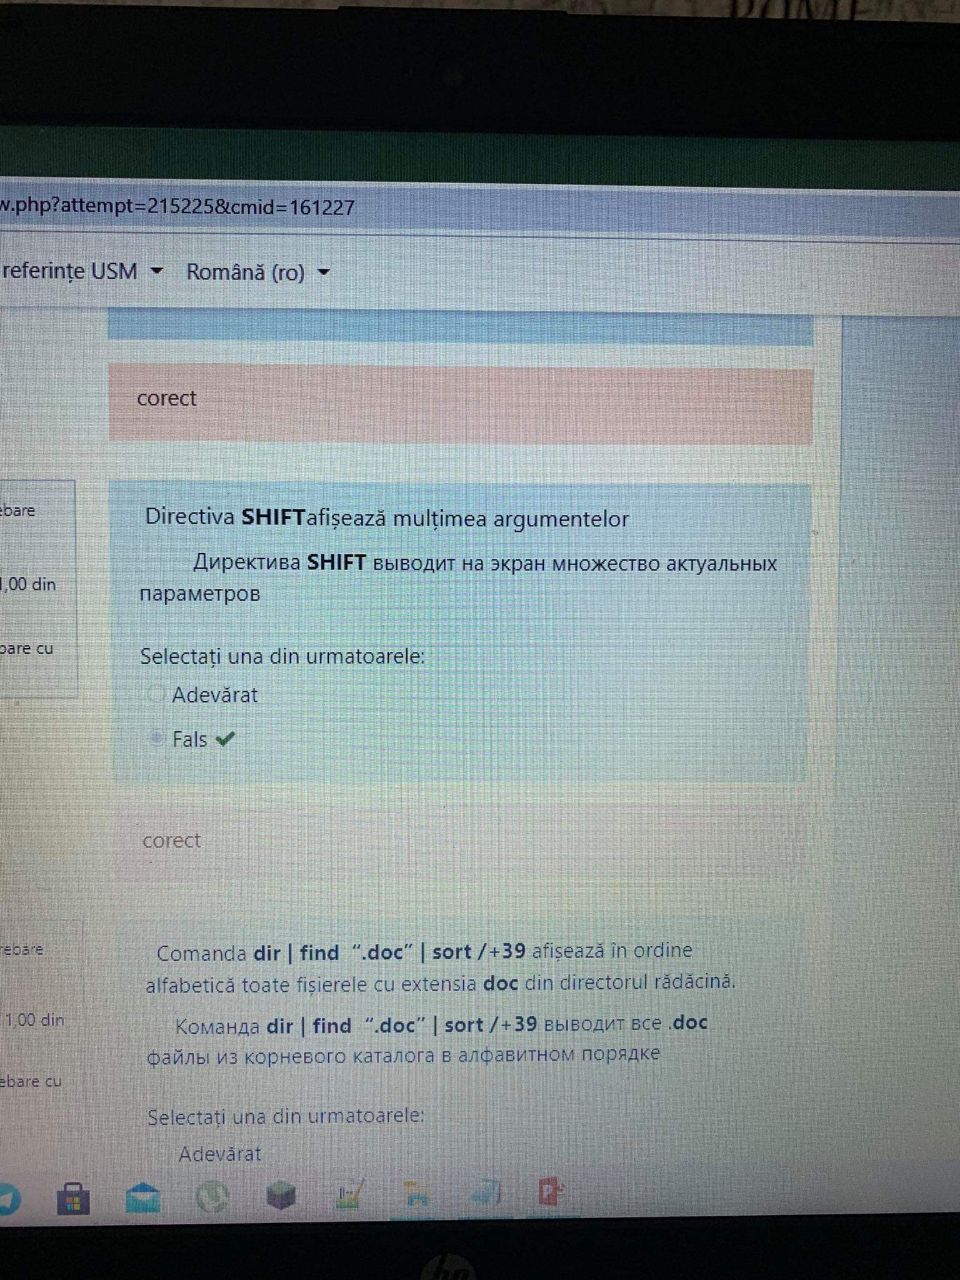 w.php?attempt=215225&cmid=161227
referințe USM Română (ro)
corect
ebare
1,00 din
bare cu
Directiva SHIFTafișează mulțimea argumentelor
Директива SHIFT выводит на экран множество актуальных
параметров
Selectați una din urmatoarele:
Adevărat
Fals
corect
rebare
1,00 din
ebare cu
Comanda dir | find “.doc” | sort /+39 afișează în ordine
alfabetică toate fișierele cu extensia doc din directorul rădăcină.
Команда dir | find “.doc” | sort /+39 выводит все .doc
файлы из корневого каталога в алфавитном порядке
Selectați una din urmatoarele:
Adevărat
hp